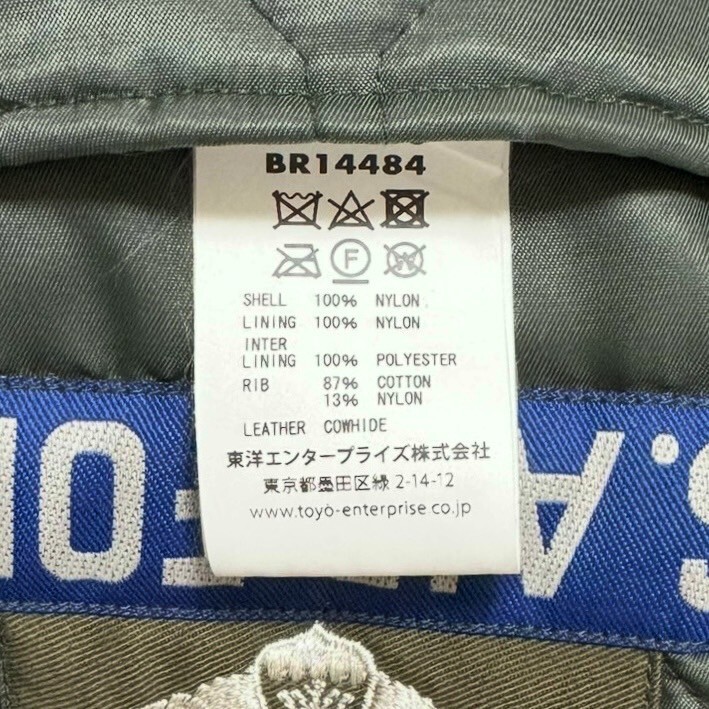 BR14484
F
W
SHELL 100% NYLON
LINING 100% NYLON
INTER
LINING 100% POLYESTER
RIB 87% COTTON
13% NYLON
LEATHER COWHIDE
東洋エンタープライズ株式会社
東京都墨田区緑 2-14-12
www.toyo-enterprise.co.jp
S. AI FO